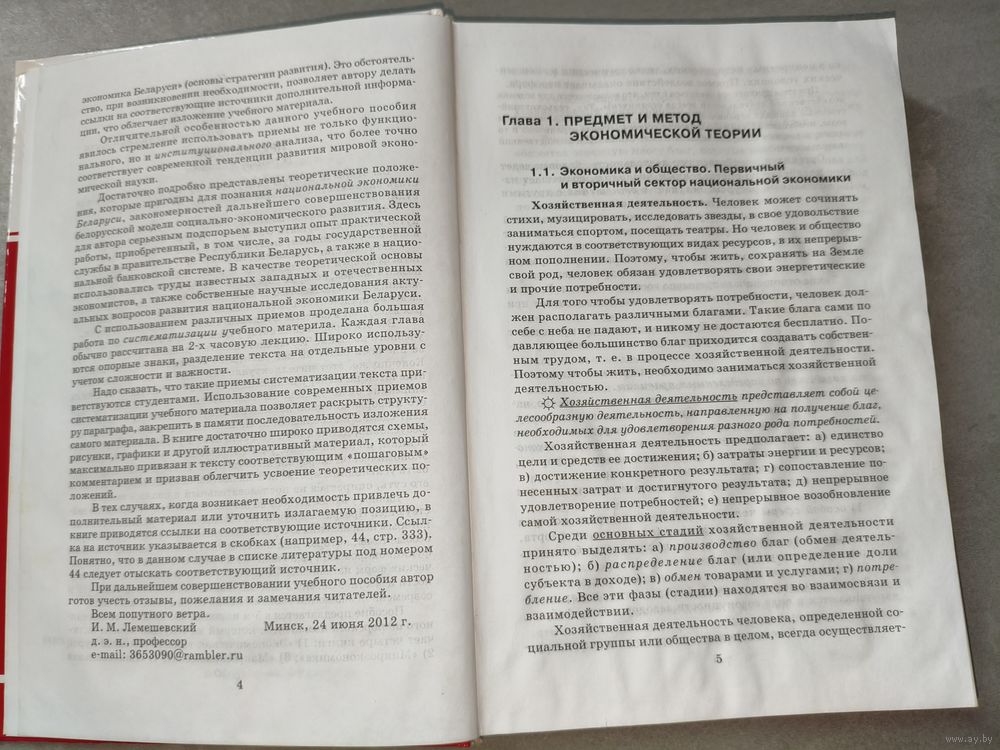 экономика Беларуси» (основы стратегии развития). Это обстоятель-
ство, при возникновении необходимости, позволяет автору делать
ссылки на соответствующие источники дополнительной информа-
ции, что облегчает изложение учебного материала.
Отличительной особенностью данного учебного пособия
явилось стремление использовать приемы не только функцио-
нального, но и институционального анализа, что более точно
соответствует современной тенденции развития мировой эконо-
мической науки.
Достаточно подробно представлены теоретические положе-
ния, которые пригодны для познания национальной экономики
Беларуси, закономерностей дальнейшего совершенствования
белорусской модели социально-экономического развития. Здесь
для автора серьезным подспорьем выступил опыт практической
работы, приобретенный, в том числе, за годы государственной
службы в правительстве Республики Беларусь, а также в нацио-
нальной банковской системе. В качестве теоретической основы
использовались труды известных западных и отечественных
экономистов, а также собственные научные исследования акту-
альных вопросов развития национальной экономики Беларуси.
С использованием различных приемов проделана большая
работа по систематизации учебного материла. Каждая глава
обычно рассчитана на 2-х часовую лекцию. Широко использу-
ются опорные знаки, разделение текста на отдельные уровни с
учетом сложности и важности.
Надо сказать, что такие приемы систематизации текста при-
ветствуются студентами. Использование современных приемов
систематизации учебного материала позволяет раскрыть структу-
ру параграфа, закрепить в памяти последовательность изложения
самого материала. В книге достаточно широко приводятся схемы,
рисунки, графики и другой иллюстративный материал, который
максимально привязан к тексту соответствующим «пошаговым»
комментарием и призван облегчить усвоение теоретических по-
ложений.
В тех случаях, когда возникает необходимость привлечь до-
полнительный материал или уточнить излагаемую позицию, в
книге приводятся ссылки на соответствующие источники. Ссыл-
ка на источник указывается в скобках (например, 44, стр. 333).
Понятно, что в данном случае в списке литературы под номером
44 следует отыскать соответствующий источник.
При дальнейшем совершенствовании учебного пособия автор
готов учесть отзывы, пожелания и замечания читателей.
Всем попутного ветра.
И. М. Лемешевский Минск, 24 июня 2012 г.
д. э. н., профессор
e-mail: 3653090@rambler.ru
4
Глава 1. ПРЕДМЕТ И МЕТОД
ЭКОНОМИЧЕСКОЙ ТЕОРИИ
1.1. Экономика и общество. Первичный
и вторичный сектор национальной экономики
Хозяйственная деятельность. Человек может сочинять
стихи, музицировать, исследовать звезды, в свое удовольствие
заниматься спортом, посещать театры. Но человек и общество
нуждаются в соответствующих видах ресурсов, в их непрерыв-
ном пополнении. Поэтому, чтобы жить, сохранять на Земле
свой род, человек обязан удовлетворять свои энергетические
и прочие потребности.
Для того чтобы удовлетворять потребности, человек дол-
жен располагать различными благами. Такие блага сами по
себе с неба не падают, и никому не достаются бесплатно. По-
давляющее большинство благ приходится создавать собствен-
ным трудом, т. е. в процессе хозяйственной деятельности.
Поэтому чтобы жить, необходимо заниматься хозяйственной
деятельностью.
Хозяйственная деятельность представляет собой це-
лесообразную деятельность, направленную на получение благ,
необходимых для удовлетворения разного рода потребностей.
Хозяйственная деятельность предполагает: а) единство
цели и средств ее достижения; б) затраты энергии и ресурсов;
в) достижение конкретного результата; г) сопоставление по-
несенных затрат и достигнутого результата; д) непрерывное
удовлетворение потребностей; е) непрерывное возобновление
самой хозяйственной деятельности.
Среди основных стадий хозяйственной деятельности
принято выделять: а) производство благ (обмен деятель-
ностью); б) распределение благ (или определение доли
субъекта в доходе); в) обмен товарами и услугами; г) потре-
бление. Все эти фазы (стадии) находятся во взаимосвязи и
взаимодействии.
Хозяйственная деятельность человека, определенной со-
циальной группы или общества в целом, всегда осуществляет-
5
www.ay.by